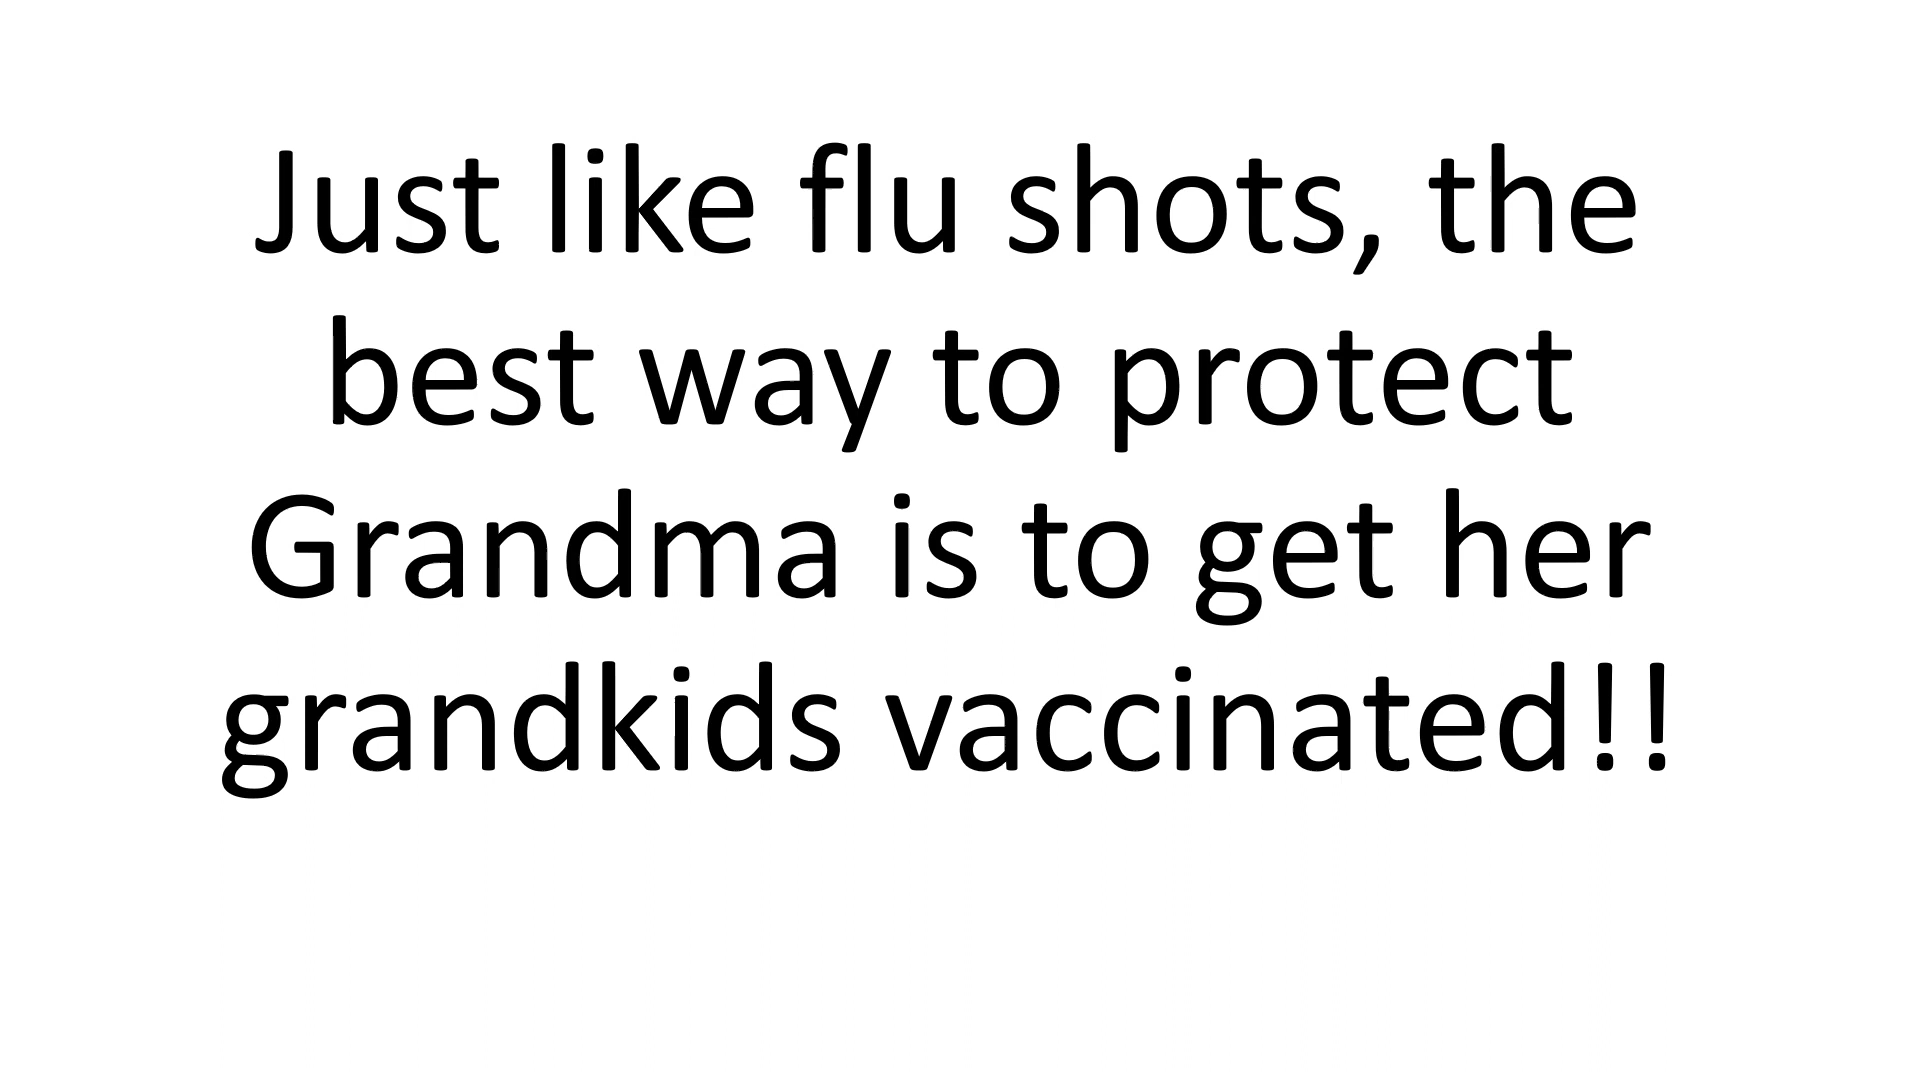 Just like flu shots, the
best way to protect
Grandma is to get her
grandkids vaccinated!!